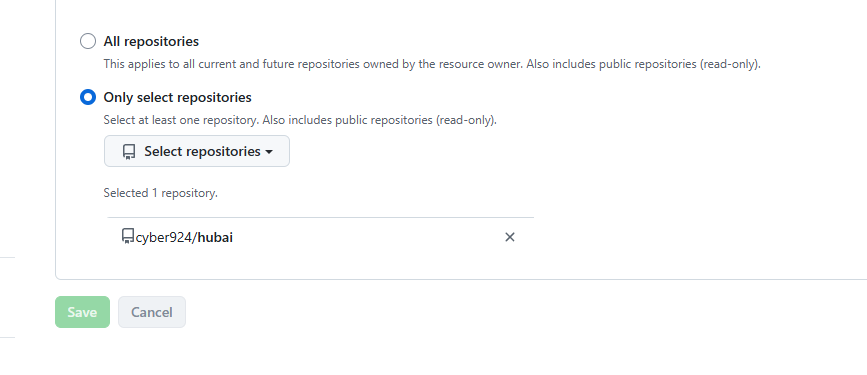 All repositories
This applies to all current and future repositories owned by the resource owner. Also includes public repositories (read-only).
Only select repositories
Select at least one repository. Also includes public repositories (read-only).
Select repositories
Selected 1 repository.
cyber924/hubai
Save Cancel